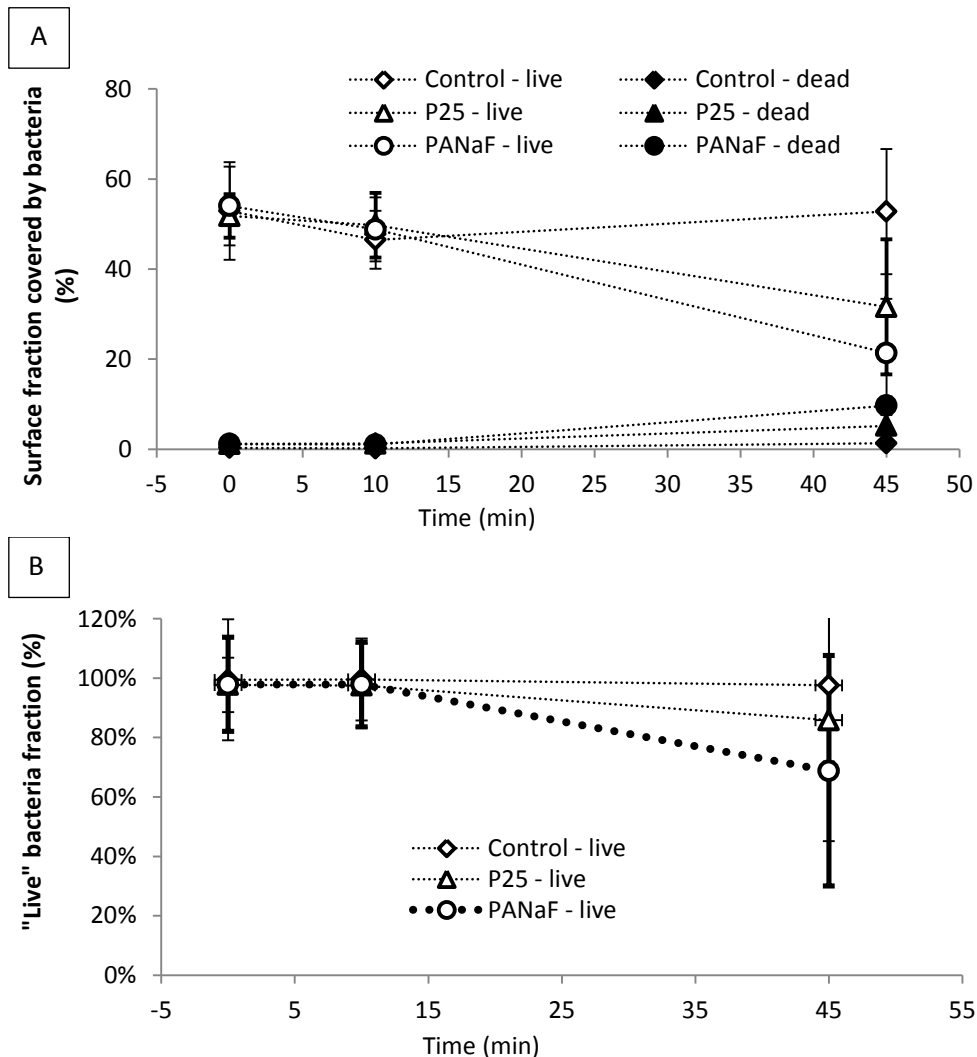 A
Control - live Control - dead
P25 - live P25 - dead
PANaF - live PANaF - dead
Surface fraction covered by bacteria
(%)
80
60
40
20
0
-5 0 5 10 15 20 25 30 35 40 45 50
Time (min)
B
"Live" bacteria fraction (%)
120%
100%
80%
60%
40%
20%
0%
Control - live
P25 - live
PANaF - live
-5 5 15 25 35 45 55
Time (min)